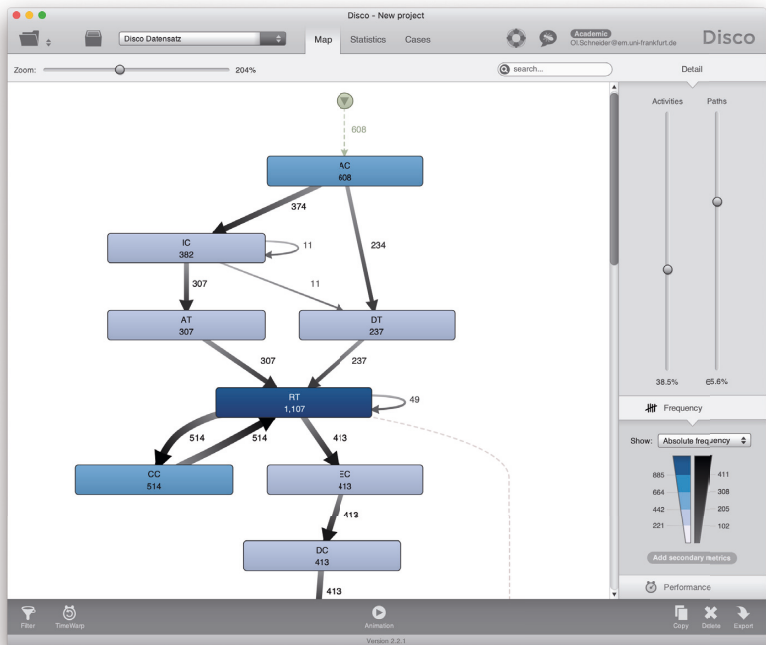 Disco - New project
Disco Datensatz
Map Statistics Cases
Academic
Ol.Schneider@em.uni-frankfurt.de
Disco
Zoom: 204%
search...
Detail
Activities Paths
608
AC
608
374
234
IC
382
11
307
11
AT
307
DT
237
307
237
RT
1,107
49
514 514 413
CC
514
EC
413
413
DC
413
413
38.5% 65.6%
Frequency
Show: Absolute frequency
885 411
664 308
442 205
221 102
Add secondary metrics
Performance
Filter TimeWarp Animation Copy Delete Export
Version 2.2.1